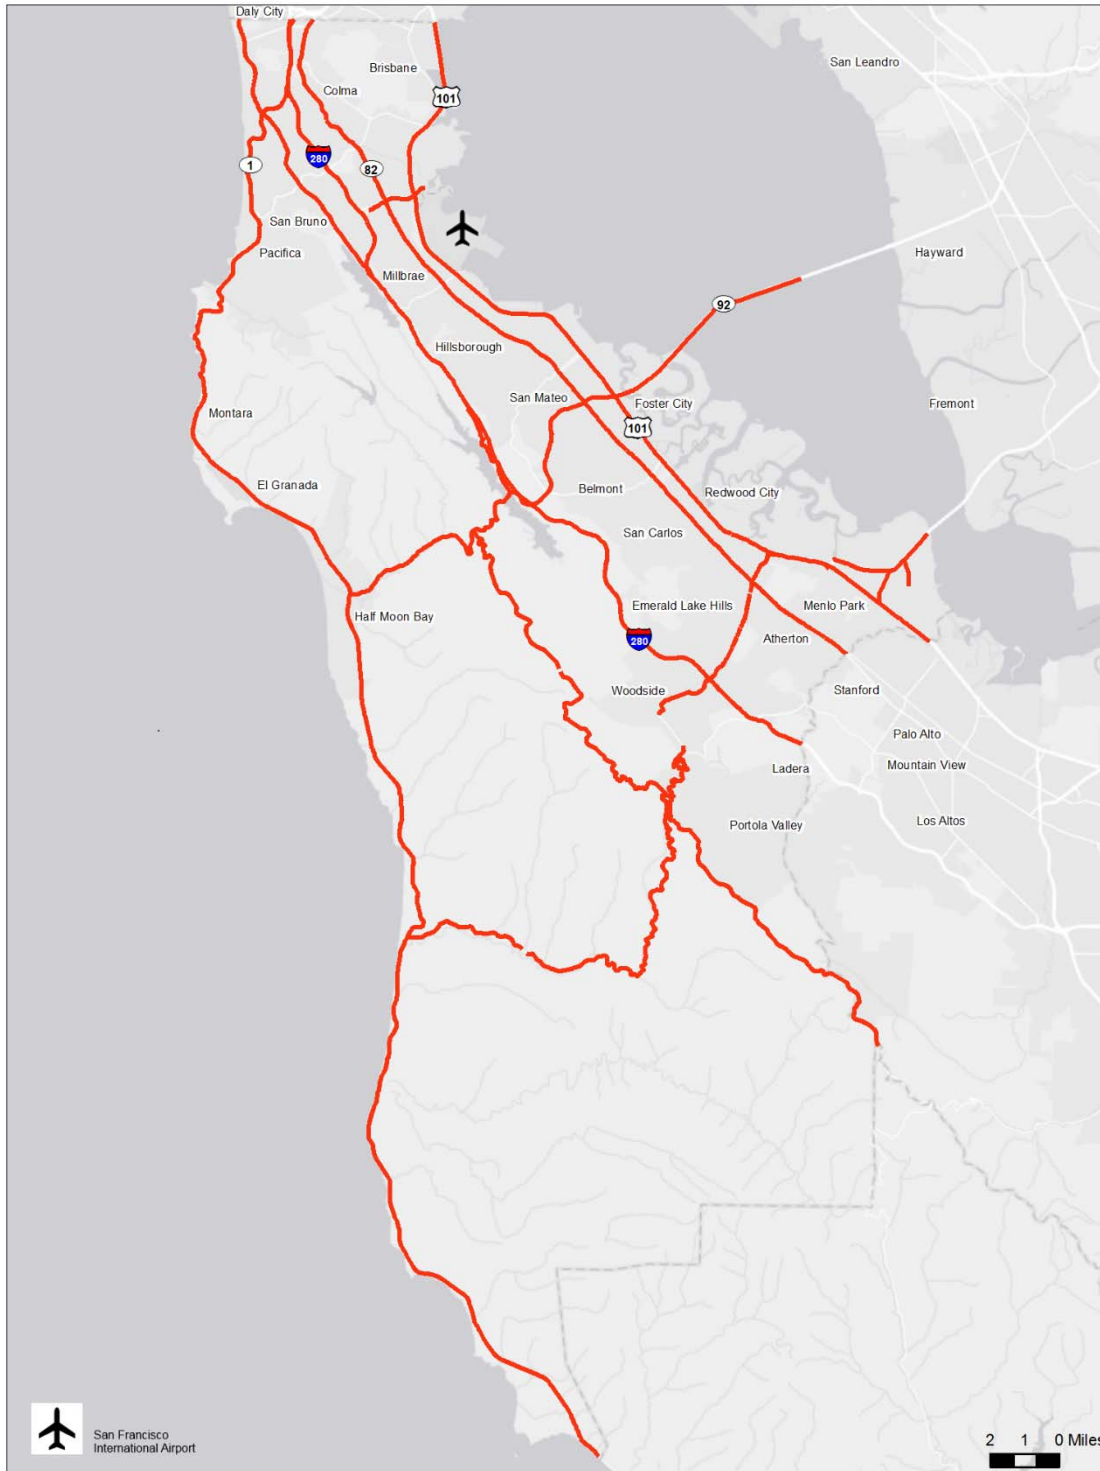 Daly City
San Leandro
Brisbane
Colma
101
280
1
82
San Bruno
Pacifica
Hayward
Millbrae
92
Hillsborough
San Mateo
Foster City
Fremont
Montara
101
El Granada
Belmont
Redwood City
San Carlos
Half Moon Bay
Emerald Lake Hills
Menlo Park
280
Atherton
Woodside
Stanford
Palo Alto
Ladera
Mountain View
Portola Valley
Los Altos
San Francisco
International Airport
2 1 0 Miles